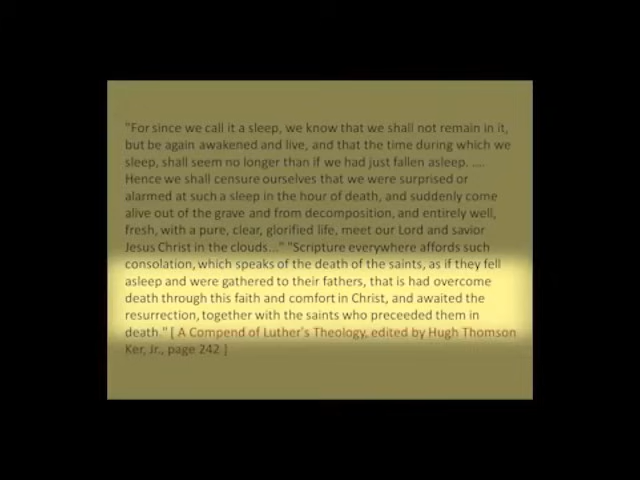 "For since we call it a sleep, we know that we shall not remain in it,
but be again awakened and live, and that the time during which we
sleep, shall seem no longer than if we had just fallen asleep. ....
Hence we shall censure ourselves that we were surprised or
alarmed at such a sleep in the hour of death, and suddenly come
alive out of the grave and from decomposition, and entirely well,
fresh, with a pure, clear, glorified life, meet our Lord and savior
Jesus Christ in the clouds..." "Scripture everywhere affords such
consolation, which speaks of the death of the saints, as if they fell
asleep and were gathered to their fathers, that is had overcome
death through this faith and comfort in Christ, and awaited the
resurrection, together with the saints who preceeded them in
death." [ A Compend of Luther's Theology, edited by Hugh Thomson
Ker, Jr., page 242 ]